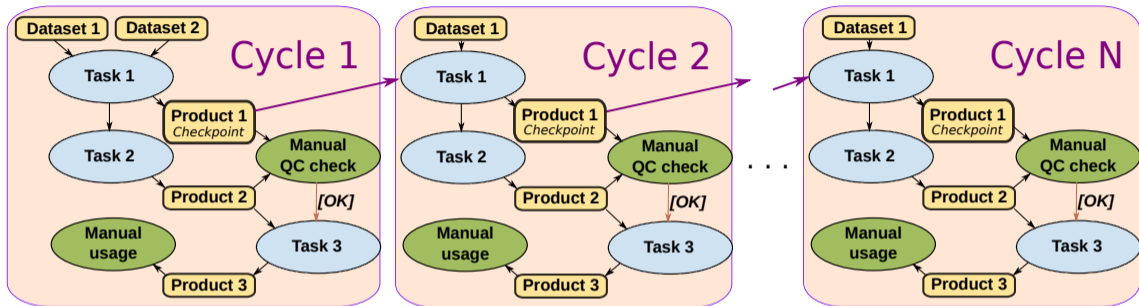 Dataset 1
Dataset 2
Cycle 1
Task 1
Product 1
Checkpoint
Task 2
Manual
QC check
Product 2
[OK]
Manual
usage
Task 3
Product 3
Dataset 1
Cycle 2
Task 1
Product 1
Checkpoint
Task 2
Manual
QC check
Product 2
[OK]
Manual
usage
Task 3
Product 3
. . .
Dataset 1
Cycle N
Task 1
Product 1
Checkpoint
Task 2
Manual
QC check
Product 2
[OK]
Manual
usage
Task 3
Product 3